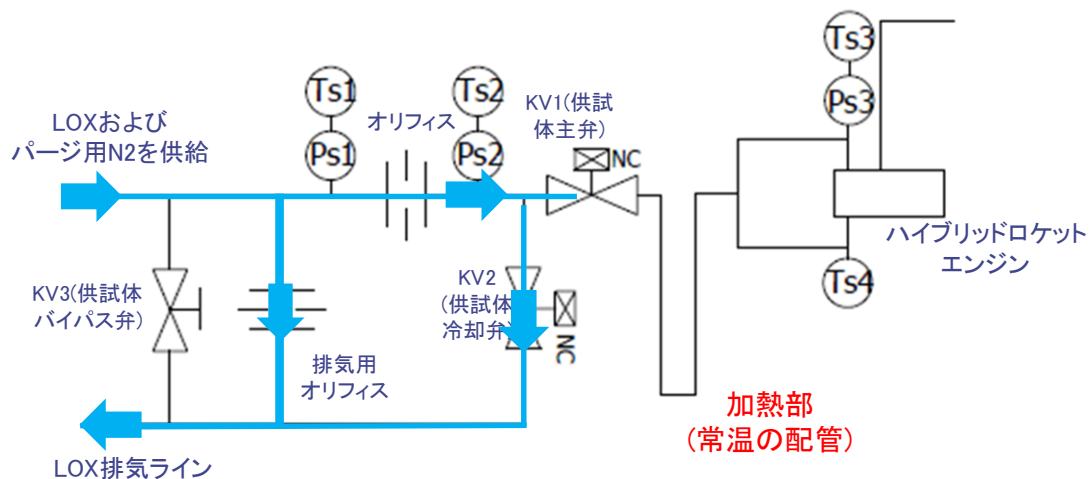 LOXおよび
パージ用N2を供給
Ts1
Ps1
オリフィス
Ts2
Ps2
KV1(供試
体主弁)
NC
Ts3
Ps3
ハイブリッドロケット
エンジン
Ts4
KV3(供試体
バイパス弁)
排気用
オリフィス
KV2
(供試体
冷却弁)
NC
加熱部
(常温の配管)
LOX排気ライン